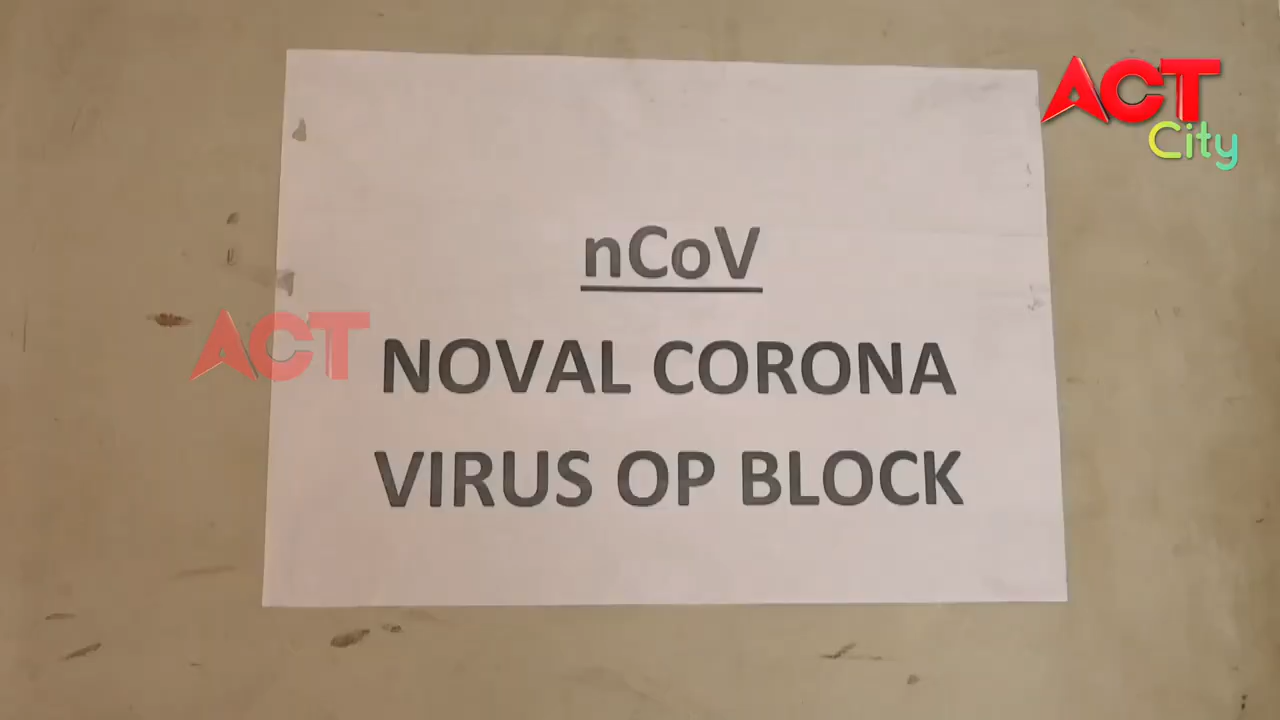 ACT
City
nCoV
ACT
NOVAL CORONA
VIRUS OP BLOCK